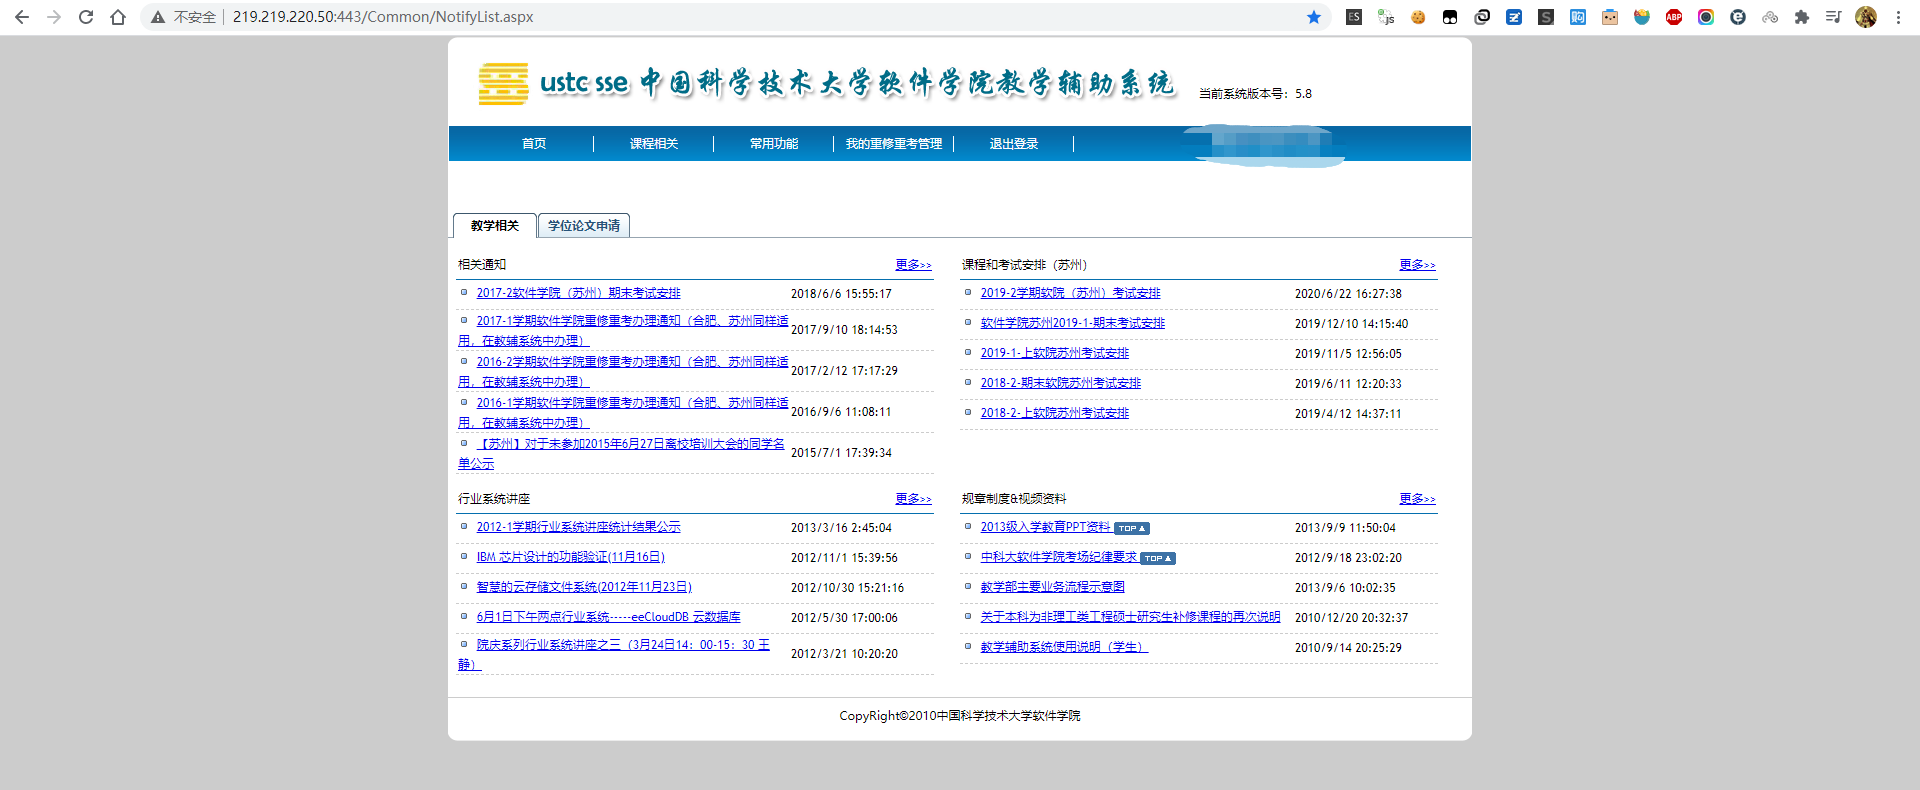 不安全 219.219.220.50:443/Common/NotifyList.aspx
ustc sse 中国科学技术大学软件学院教学辅助系统
当前系统版本号：5.8
首页 课程相关 常用功能 我的重修重考管理 退出登录
教学相关 学位论文申请
相关通知 更多>>
2017-2软件学院（苏州）期末考试安排 2018/6/6 15:55:17
2017-1学期软件学院重修重考办理通知（合肥、苏州同样适
用，在教辅系统中办理） 2017/9/10 18:14:53
2016-2学期软件学院重修重考办理通知（合肥、苏州同样适
用，在教辅系统中办理） 2017/2/12 17:17:29
2016-1学期软件学院重修重考办理通知（合肥、苏州同样适
用，在教辅系统中办理） 2016/9/6 11:08:11
【苏州】对于未参加2015年6月27日离校培训大会的同学名
单公示 2015/7/1 17:39:34
课程和考试安排（苏州） 更多>>
2019-2学期软院（苏州）考试安排 2020/6/22 16:27:38
软件学院苏州2019-1-期末考试安排 2019/12/10 14:15:40
2019-1-上软院苏州考试安排 2019/11/5 12:56:05
2018-2-期末软院苏州考试安排 2019/6/11 12:20:33
2018-2-上软院苏州考试安排 2019/4/12 14:37:11
行业系统讲座 更多>>
2012-1学期行业系统讲座统计结果公示 2013/3/16 2:45:04
IBM 芯片设计的功能验证(11月16日) 2012/11/1 15:39:56
智慧的云存储文件系统(2012年11月23日) 2012/10/30 15:21:16
6月1日下午两点行业系统-----eeCloudDB 云数据库 2012/5/30 17:00:06
院庆系列行业系统讲座之三（3月24日14：00-15：30 王
静） 2012/3/21 10:20:20
规章制度&视频资料 更多>>
2013级入学教育PPT资料 TOP 2013/9/9 11:50:04
中科大软件学院考场纪律要求 TOP 2012/9/18 23:02:20
教学部主要业务流程示意图 2013/9/6 10:02:35
关于本科为非理工类工程硕士研究生补修课程的再次说明 2010/12/20 20:32:37
教学辅助系统使用说明（学生） 2010/9/14 20:25:29
CopyRight©2010中国科学技术大学软件学院